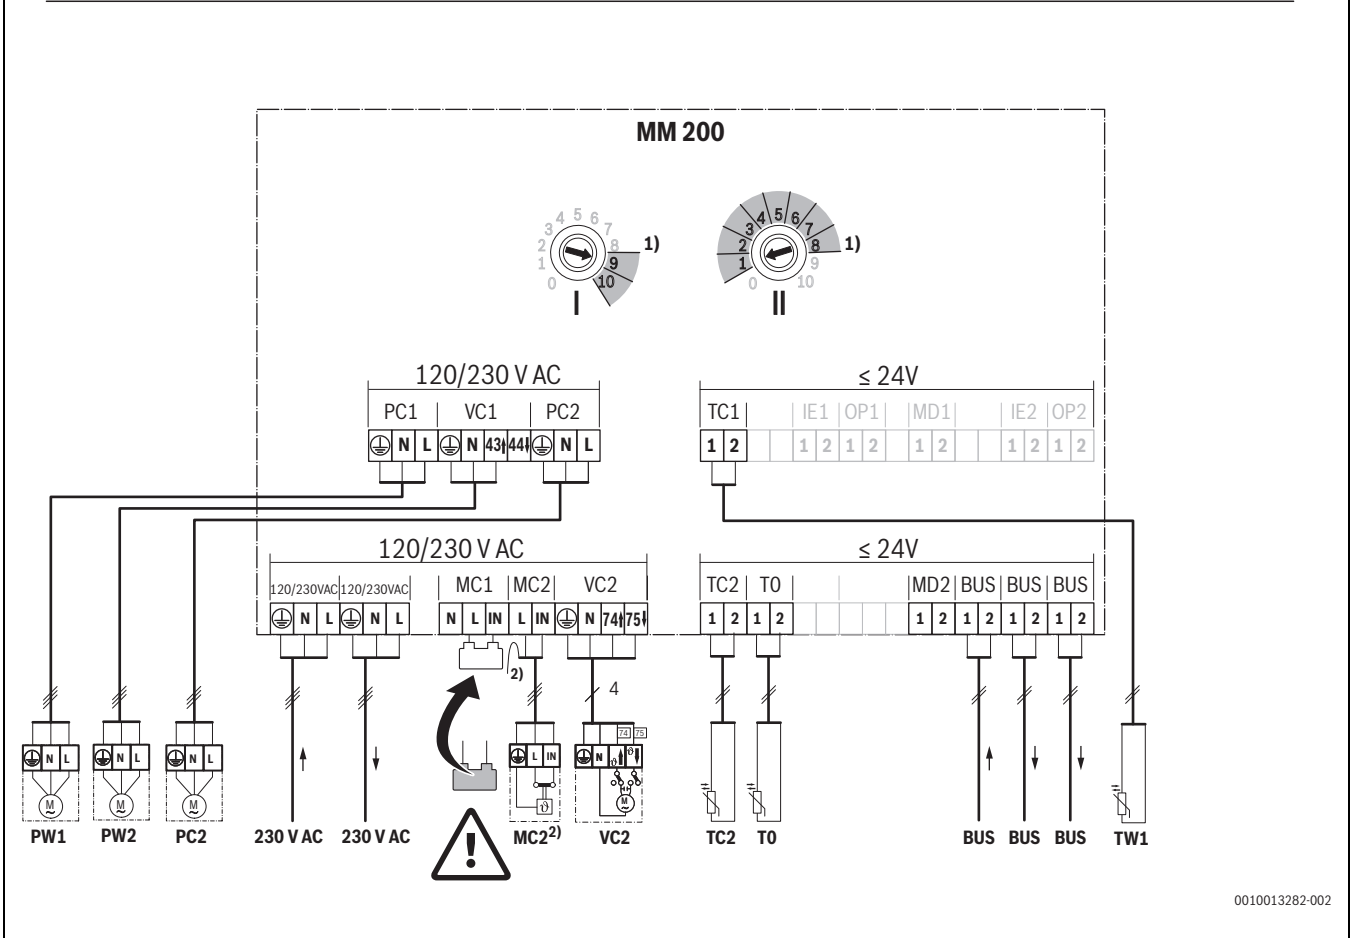 MM 200
0 1 2 3 4 5 6 7 8 9 10
1)
I
0 1 2 3 4 5 6 7 8 9 10
1)
II
120/230 V AC
≤ 24V
PC1 VC1 PC2
TC1 IE1 OP1 MD1 IE2 OP2
N L N 43 44 N L
1 2 1 2 1 2 1 2 1 2 1 2
120/230 V AC
≤ 24V
120/230VAC 120/230VAC MC1 MC2 VC2
TC2 T0 MD2 BUS BUS BUS
N L N L N L IN L IN N 74 75
1 2 1 2 1 2 1 2 1 2 1 2
2)
4
74 75
N L N L N L
L IN N ϑ ϑ
M ~ M ~ M ~ ϑ M ~
PW1 PW2 PC2 230 V AC 230 V AC MC22) VC2 TC2 T0 BUS BUS BUS TW1
!
0010013282-002